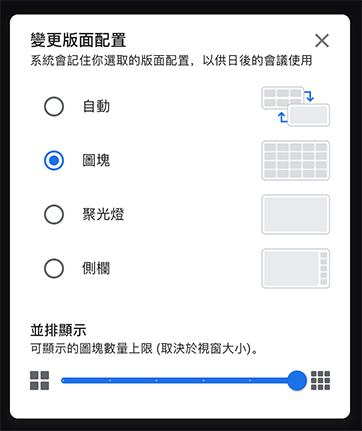 變更版面配置
系統會記住你選取的版面配置，以供日後的會議使用
自動
圖塊
聚光燈
側欄
並排顯示
可顯示的圖塊數量上限 (取決於視窗大小)。